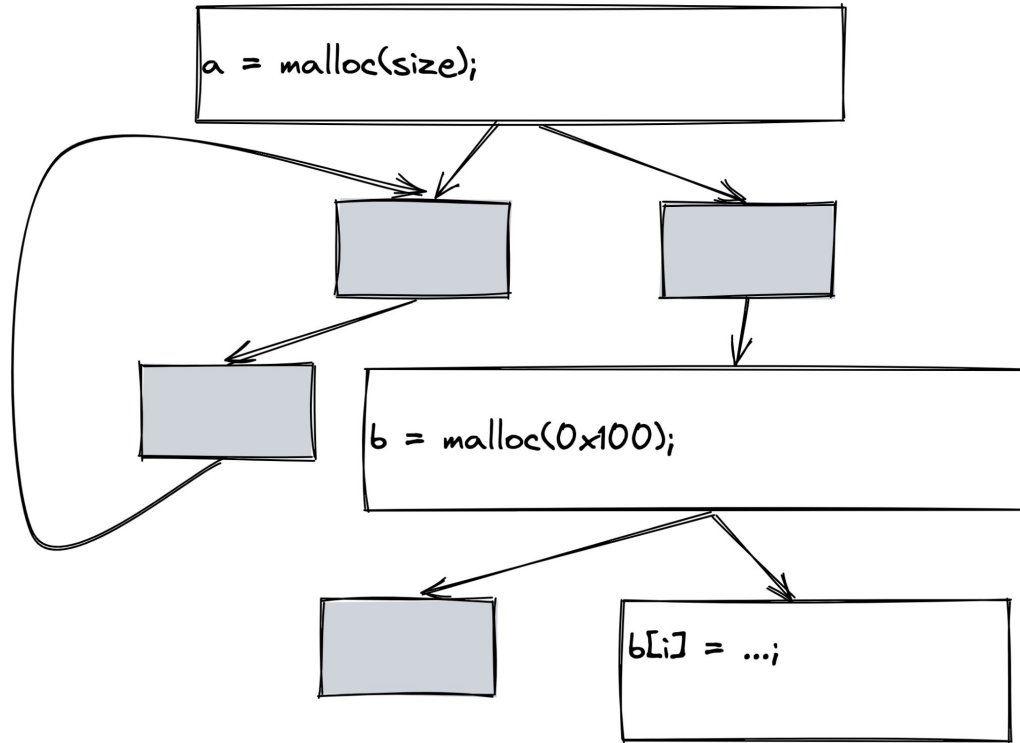 a = malloc(size);
b = malloc(0x100);
b[i] = ...;